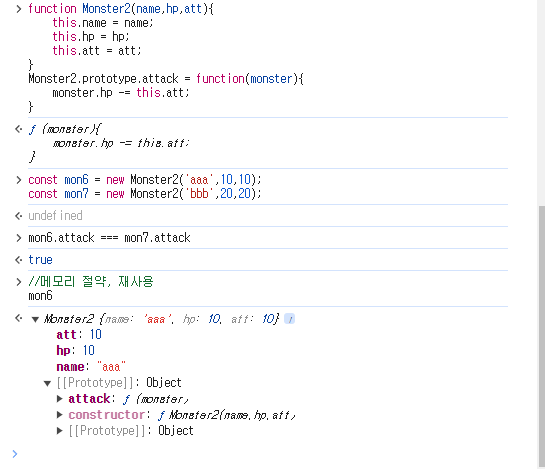 function Monster2(name,hp,att){
this.name = name;
this.hp = hp;
this.att = att;
}
Monster2.prototype.attack = function(monster){
monster.hp -= this.att;
}
ƒ (monster){
monster.hp -= this.att;
}
const mon6 = new Monster2('aaa',10,10);
const mon7 = new Monster2('bbb',20,20);
undefined
mon6.attack === mon7.attack
true
//메모리 절약, 재사용
mon6
Monster2 {name: 'aaa', hp: 10, att: 10} i
att: 10
hp: 10
name: "aaa"
[[Prototype]]: Object
attack: ƒ (monster)
constructor: ƒ Monster2(name,hp,att)
[[Prototype]]: Object